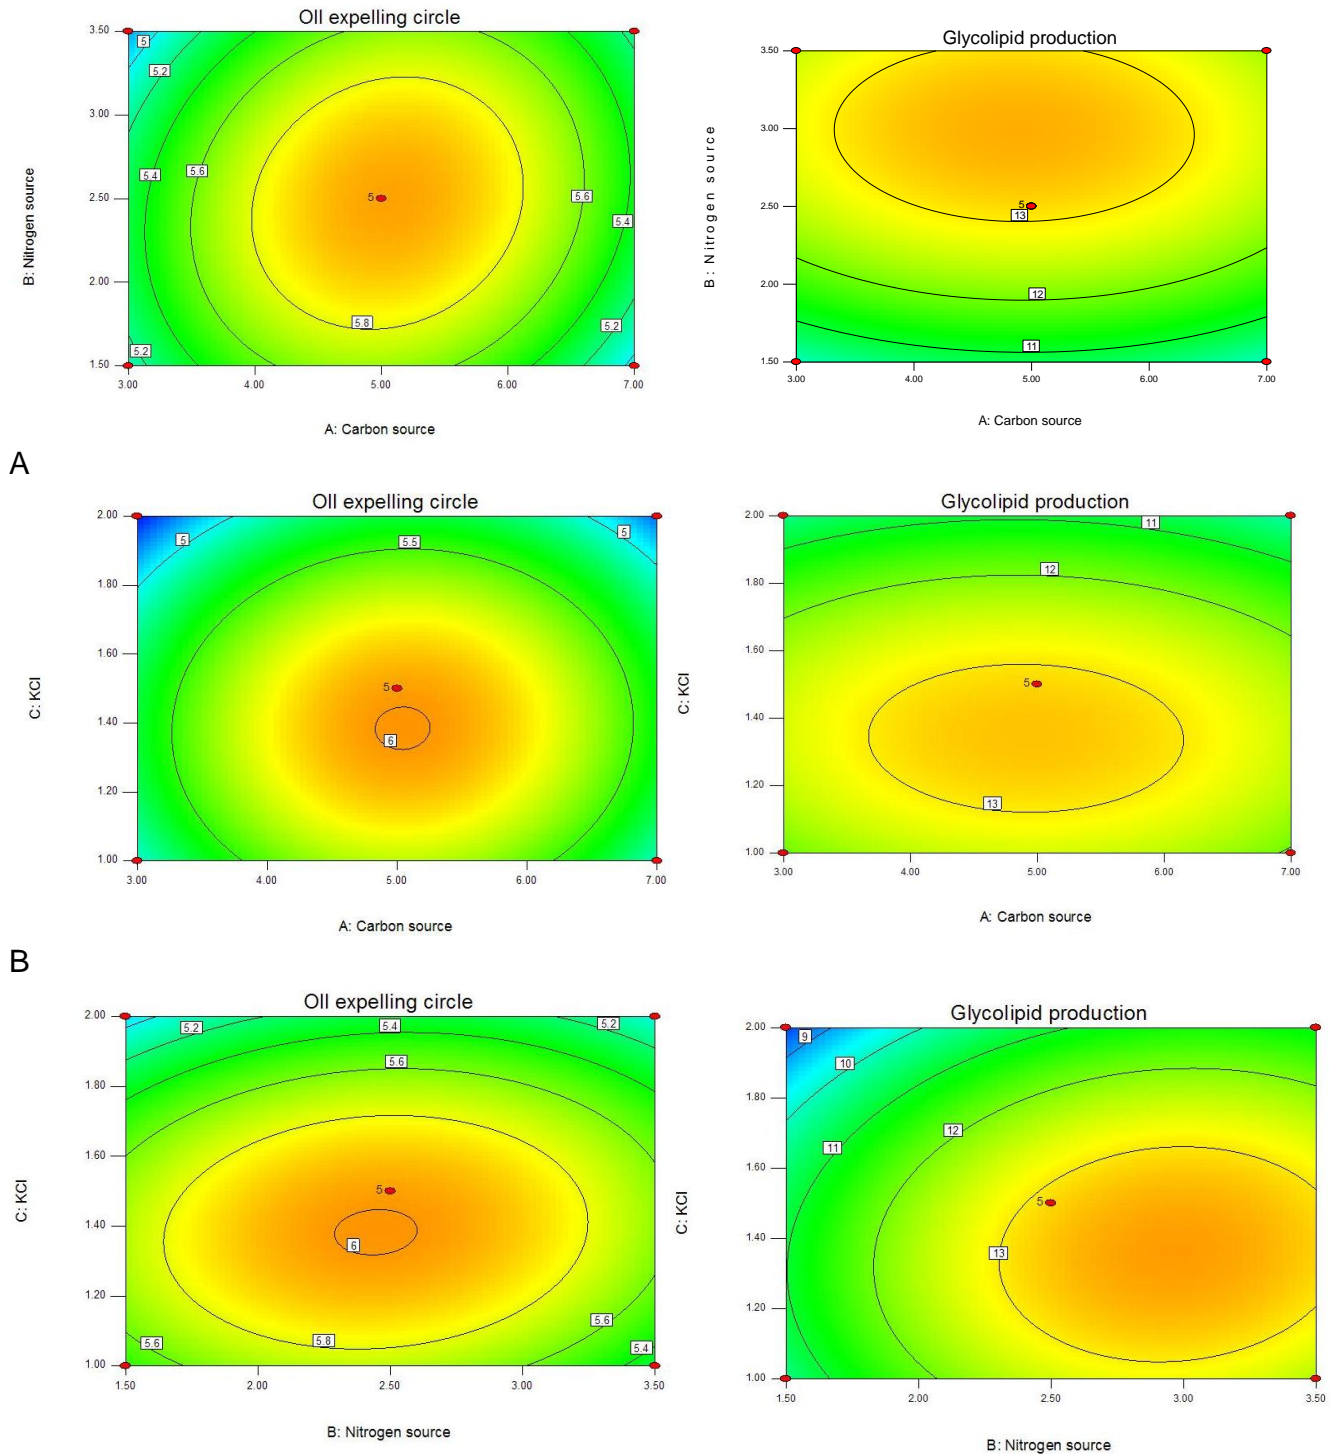 Oll expelling circle
3.50
3.00
2.50
2.00
1.50
5
5.2
5.4
5.6
5
5.6
5.4
5.2
5.8
5.2
3.00 4.00 5.00 6.00 7.00
B: Nitrogen source
A: Carbon source
Glycolipid production
3.50
3.00
2.50
2.00
1.50
5
13
12
11
3.00 4.00 5.00 6.00 7.00
B: Nitrogen source
A: Carbon source
A
Oll expelling circle
2.00
1.80
1.60
1.40
1.20
1.00
5
5.5
5
5
6
3.00 4.00 5.00 6.00 7.00
C: KCl
A: Carbon source
Glycolipid production
2.00
1.80
1.60
1.40
1.20
1.00
11
12
5
13
3.00 4.00 5.00 6.00 7.00
C: KCl
A: Carbon source
B
Oll expelling circle
2.00
1.80
1.60
1.40
1.20
1.00
5.2
5.4
5.2
5.6
5
6
5.6
5.8
5.6
5.4
1.50 2.00 2.50 3.00 3.50
C: KCl
B: Nitrogen source
Glycolipid production
2.00
1.80
1.60
1.40
1.20
1.00
9
10
11
12
5
13
1.50 2.00 2.50 3.00 3.50
C: KCl
B: Nitrogen source